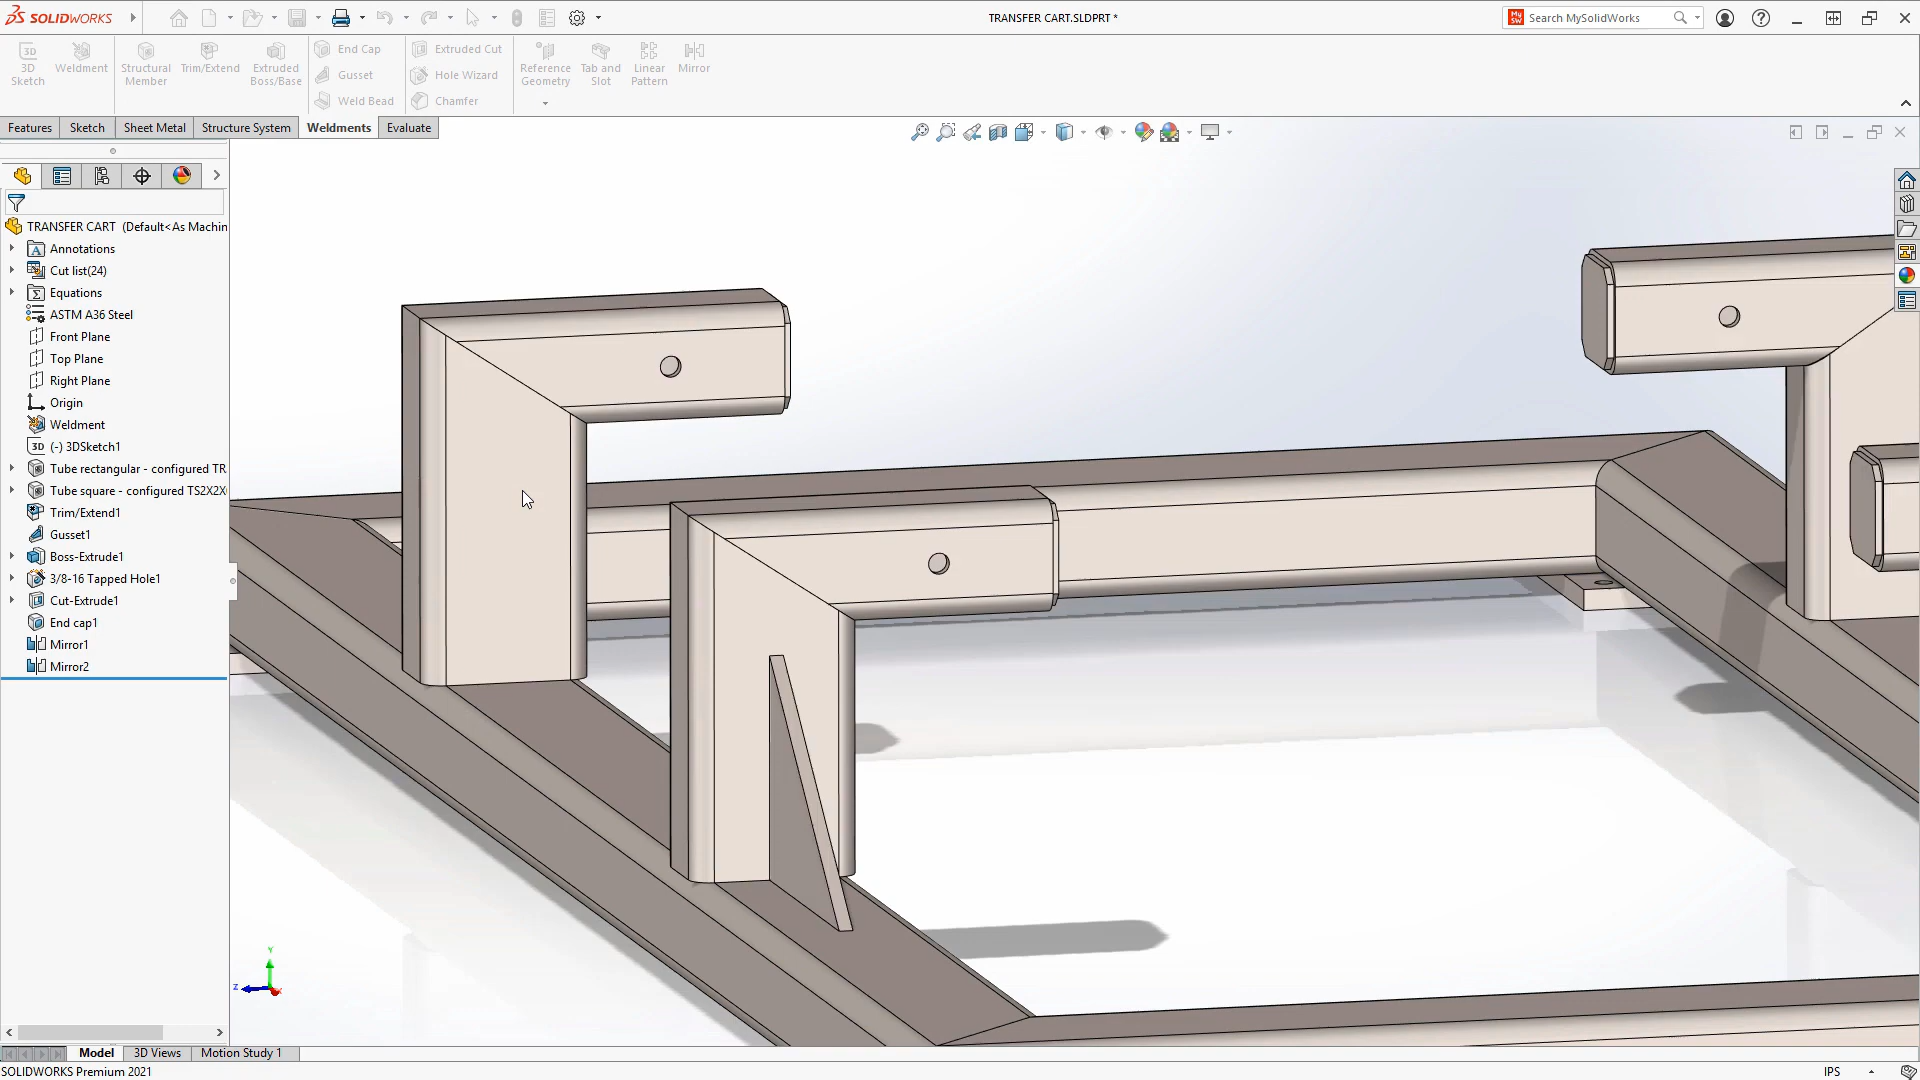 SOLIDWORKS
TRANSFER CART.SLDPRT *
My SW
Search MySolidWorks
3D Sketch
Weldment
Structural Member
Trim/Extend
Extruded Boss/Base
End Cap
Gusset
Weld Bead
Extruded Cut
Hole Wizard
Chamfer
Reference Geometry
Tab and Slot
Linear Pattern
Mirror
Features
Sketch
Sheet Metal
Structure System
Weldments
Evaluate
TRANSFER CART (Default<As Machin
Annotations
Cut list(24)
Equations
ASTM A36 Steel
Front Plane
Top Plane
Right Plane
Origin
Weldment
(-) 3DSketch1
Tube rectangular - configured TR
Tube square - configured TS2X2X
Trim/Extend1
Gusset1
Boss-Extrude1
3/8-16 Tapped Hole1
Cut-Extrude1
End cap1
Mirror1
Mirror2
Y
Z
Model
3D Views
Motion Study 1
SOLIDWORKS Premium 2021
IPS